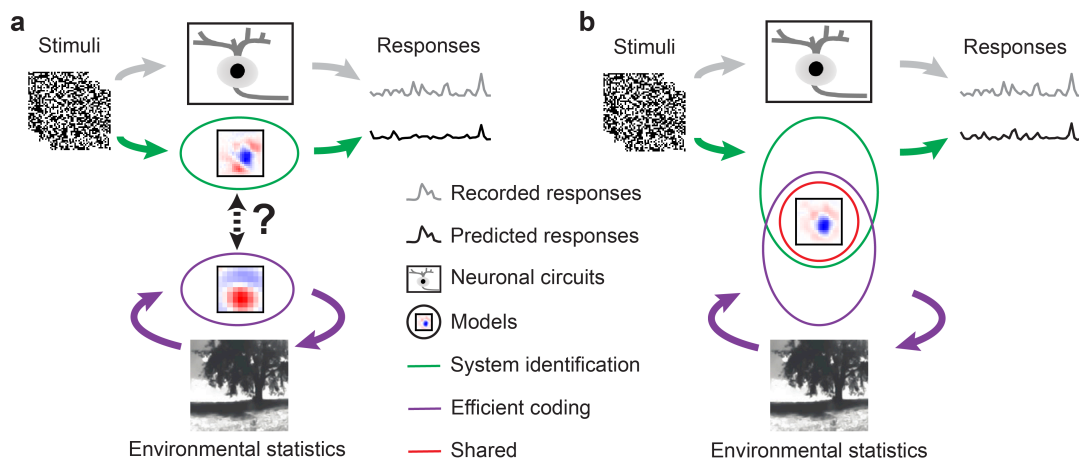 a
Stimuli
Responses
?
Environmental statistics
Recorded responses
Predicted responses
Neuronal circuits
Models
System identification
Efficient coding
Shared
b
Stimuli
Responses
Environmental statistics